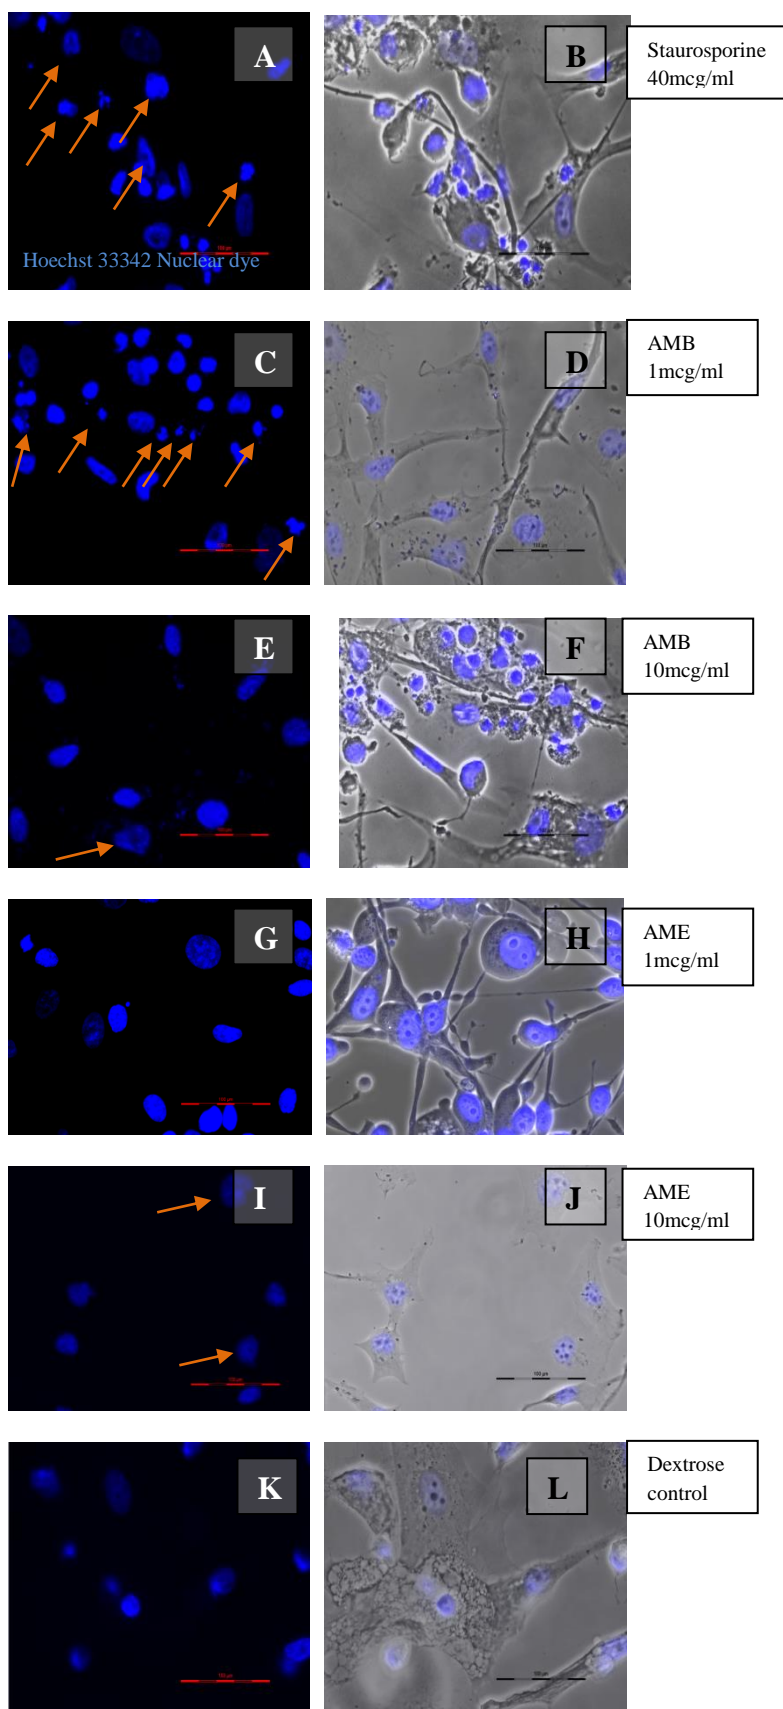 A
B
Staurosporine
40mcg/ml
Hoechst 33342 Nuclear dye
C
D
AMB
1mcg/ml
E
F
AMB
10mcg/ml
G
H
AME
1mcg/ml
I
J
AME
10mcg/ml
K
L
Dextrose
control